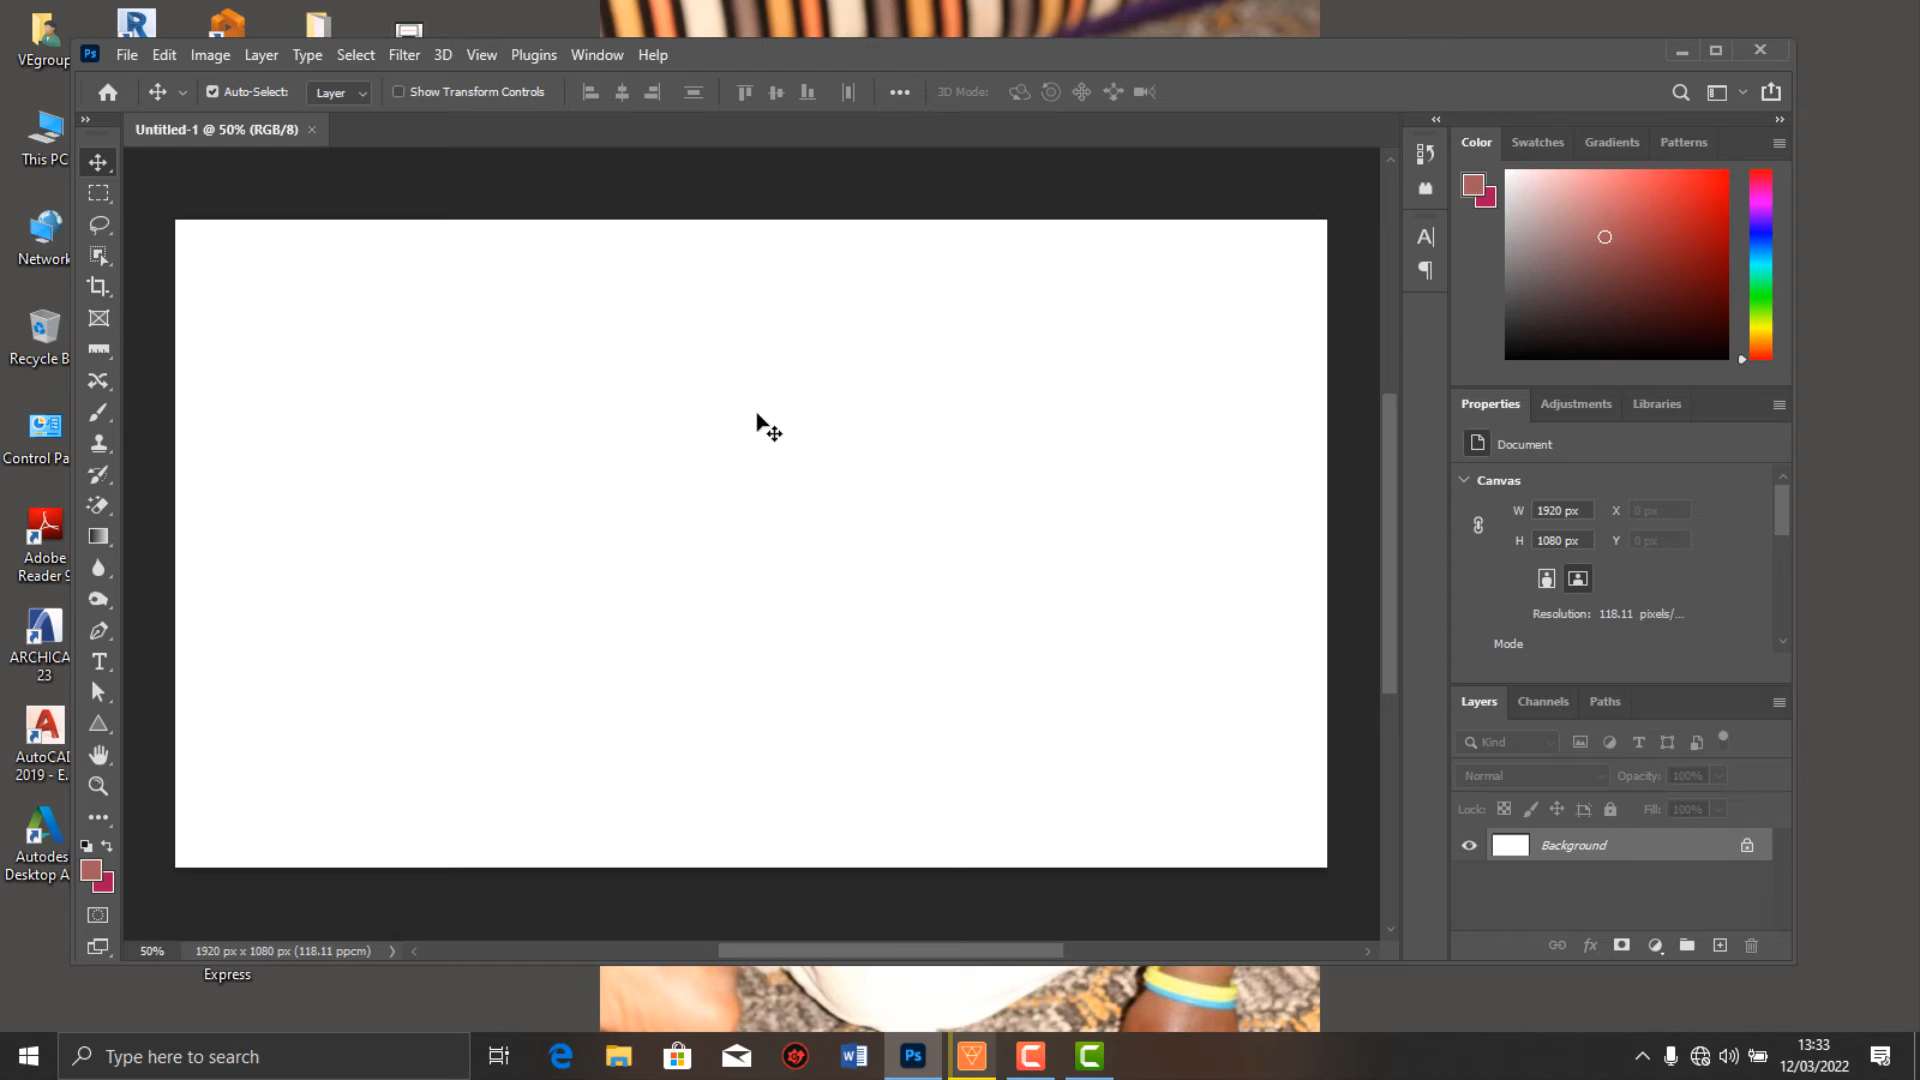 VEgroup
Ps File Edit Image Layer Type Select Filter 3D View Plugins Window Help
Auto-Select: Layer Show Transform Controls 3D Mode:
Untitled-1 @ 50% (RGB/8)
Color Swatches Gradients Patterns
This PC
Network
Recycle B
Control Pa
Adobe
Reader 9
ARCHICA
23
AutoCAD
2019 - E...
Autodes
Desktop A
Properties Adjustments Libraries
Document
Canvas
W 1920 px X 0 px
H 1080 px Y 0 px
Resolution: 118.11 pixels/...
Mode
Layers Channels Paths
Kind
Normal Opacity: 100%
Lock: Fill: 100%
Background
50% 1920 px x 1080 px (118.11 ppcm)
Express
Type here to search
Ps
13:33
12/03/2022